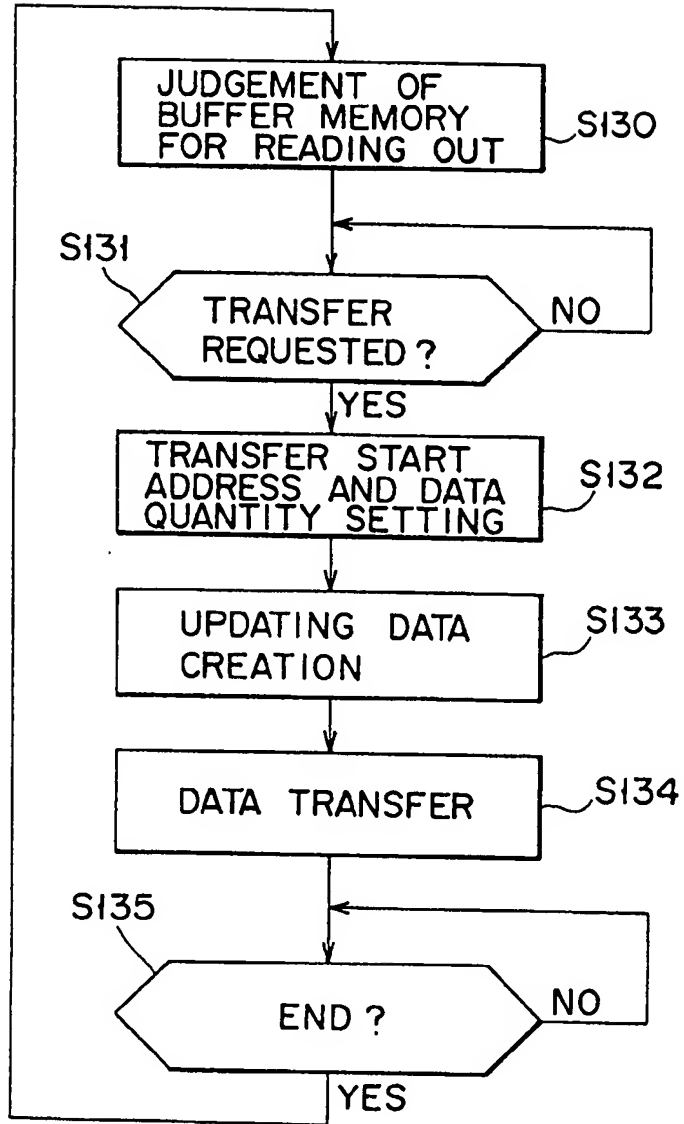 JUDGEMENT OF
BUFFER MEMORY
FOR READING OUT
S130
S131
TRANSFER
REQUESTED?
NO
YES
TRANSFER START
ADDRESS AND DATA
QUANTITY SETTING
S132
UPDATING DATA
CREATION
S133
DATA TRANSFER
S134
S135
END?
NO
YES